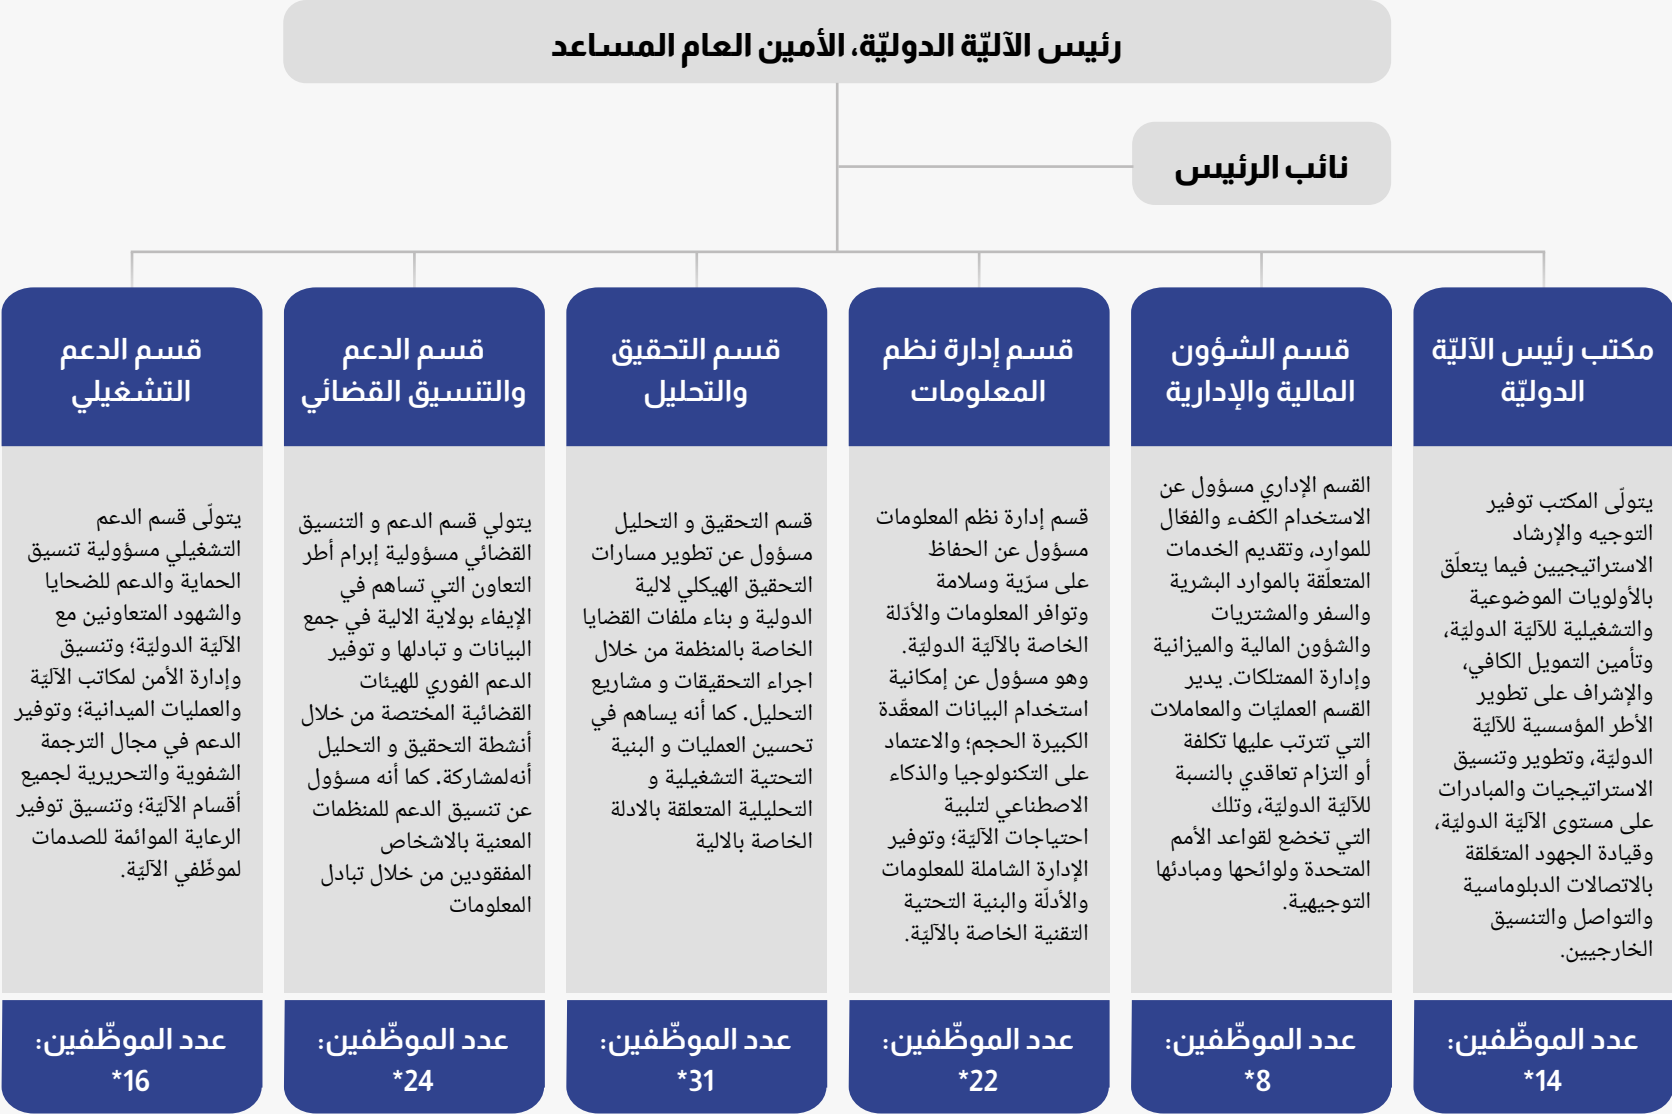 رئيس الآليّة الدوليّة، الأمين العام المساعد
نائب الرئيس
مكتب رئيس الآليّة
الدوليّة
يتولّى المكتب توفير
التوجيه والإرشاد
الاستراتيجيين فيما يتعلّق
بالأولويات الموضوعية
والتشغيلية للآليّة الدوليّة،
وتأمين التمويل الكافي،
والإشراف على تطوير
الأطر المؤسسية للآليّة
الدوليّة، وتطوير وتنسيق
الاستراتيجيات والمبادرات
على مستوى الآليّة الدوليّة،
وقيادة الجهود المتعّلقة
بالاتصالات الدبلوماسية
والتواصل والتنسيق
الخارجيين.
عدد الموظّفين:
14*
قسم الشؤون
المالية والإدارية
القسم الإداري مسؤول عن
الاستخدام الكفء والفعّال
للموارد، وتقديم الخدمات
المتعلّقة بالموارد البشرية
والسفر والمشتريات
والشؤون المالية والميزانية
وإدارة الممتلكات. يدير
القسم العمليّات والمعاملات
التي تترتب عليها تكلفة
أو التزام تعاقدي بالنسبة
للآليّة الدوليّة، وتلك
التي تخضع لقواعد الأمم
المتحدة ولوائحها ومبادئها
التوجيهية.
عدد الموظّفين:
8*
قسم إدارة نظم
المعلومات
قسم إدارة نظم المعلومات
مسؤول عن الحفاظ
على سرّية وسلامة
وتوافر المعلومات والأدّلة
الخاصة بالآليّة الدوليّة.
وهو مسؤول عن إمكانية
استخدام البيانات المعقّدة
الكبيرة الحجم؛ والاعتماد
على التكنولوجيا والذكاء
الاصطناعي لتلبية
احتياجات الآليّة؛ وتوفير
الإدارة الشاملة للمعلومات
والأدلّة والبنية التحتية
التقنية الخاصة بالآليّة.
عدد الموظّفين:
22*
قسم التحقيق
والتحليل
قسم التحقيق و التحليل
مسؤول عن تطوير مسارات
التحقيق الهيكلي لالية
الدولية و بناء ملفات القضايا
الخاصة بالمنظمة من خلال
اجراء التحقيقات و مشاريع
التحليل. كما أنه يساهم في
تحسين العمليات و البنية
التحتية التشغيلية و
التحليلية المتعلقة بالادلة
الخاصة بالالية
عدد الموظّفين:
31*
قسم الدعم
والتنسيق القضائي
يتولي قسم الدعم و التنسيق
القضائي مسؤولية إبرام أطر
التعاون التي تساهم في
الإيفاء بولاية الالية في جمع
البيانات و تبادلها و توفير
الدعم الفوري للهيئات
القضائية المختصة من خلال
أنشطة التحقيق و التحليل
أنهلمشاركة. كما أنه مسؤول
عن تنسيق الدعم للمنظمات
المعنية بالاشخاص
المفقودين من خلال تبادل
المعلومات
عدد الموظّفين:
24*
قسم الدعم
التشغيلي
يتولّى قسم الدعم
التشغيلي مسؤولية تنسيق
الحماية والدعم للضحايا
والشهود المتعاونين مع
الآليّة الدوليّة؛ وتنسيق
وإدارة الأمن لمكاتب الآليّة
والعمليات الميدانية؛ وتوفير
الدعم في مجال الترجمة
الشفوية والتحريرية لجميع
أقسام الآليّة؛ وتنسيق توفير
الرعاية الموائمة للصدمات
لموظّفي الآليّة.
عدد الموظّفين:
16*